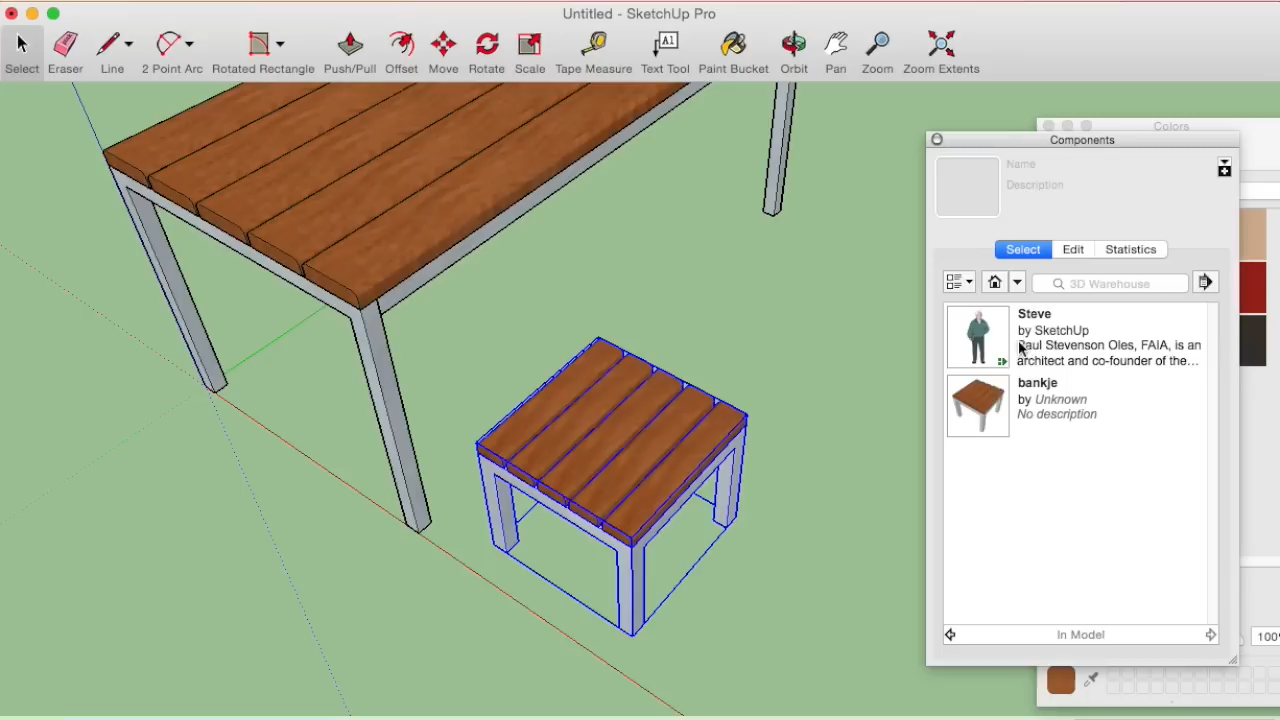 Untitled - SketchUp Pro
A1
Select Eraser Line 2 Point Arc Rotated Rectangle Push/Pull Offset Move Rotate Scale Tape Measure Text Tool Paint Bucket Orbit Pan Zoom Zoom Extents
Colors
Components
Name
Description
Select Edit Statistics
3D Warehouse
Steve
by SketchUp
Paul Stevenson Oles, FAIA, is an
architect and co-founder of the…
bankje
by Unknown
No description
In Model
100%